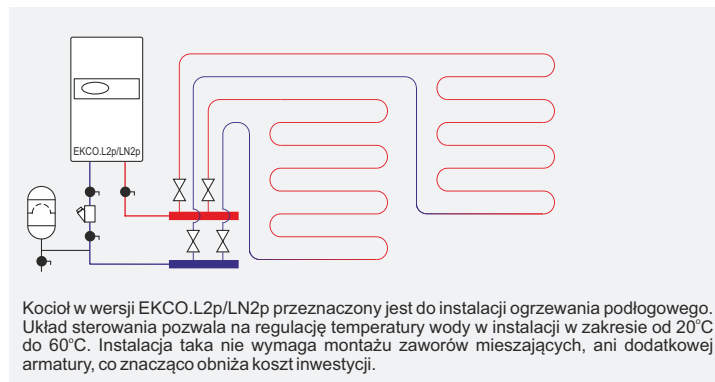 EKCO.L2p/LN2p
Kocioł w wersji EKCO.L2p/LN2p przeznaczony jest do instalacji ogrzewania podłogowego.
Układ sterowania pozwala na regulację temperatury wody w instalacji w zakresie od 20°C
do 60°C. Instalacja taka nie wymaga montażu zaworów mieszających, ani dodatkowej
armatury, co znacząco obniża koszt inwestycji.